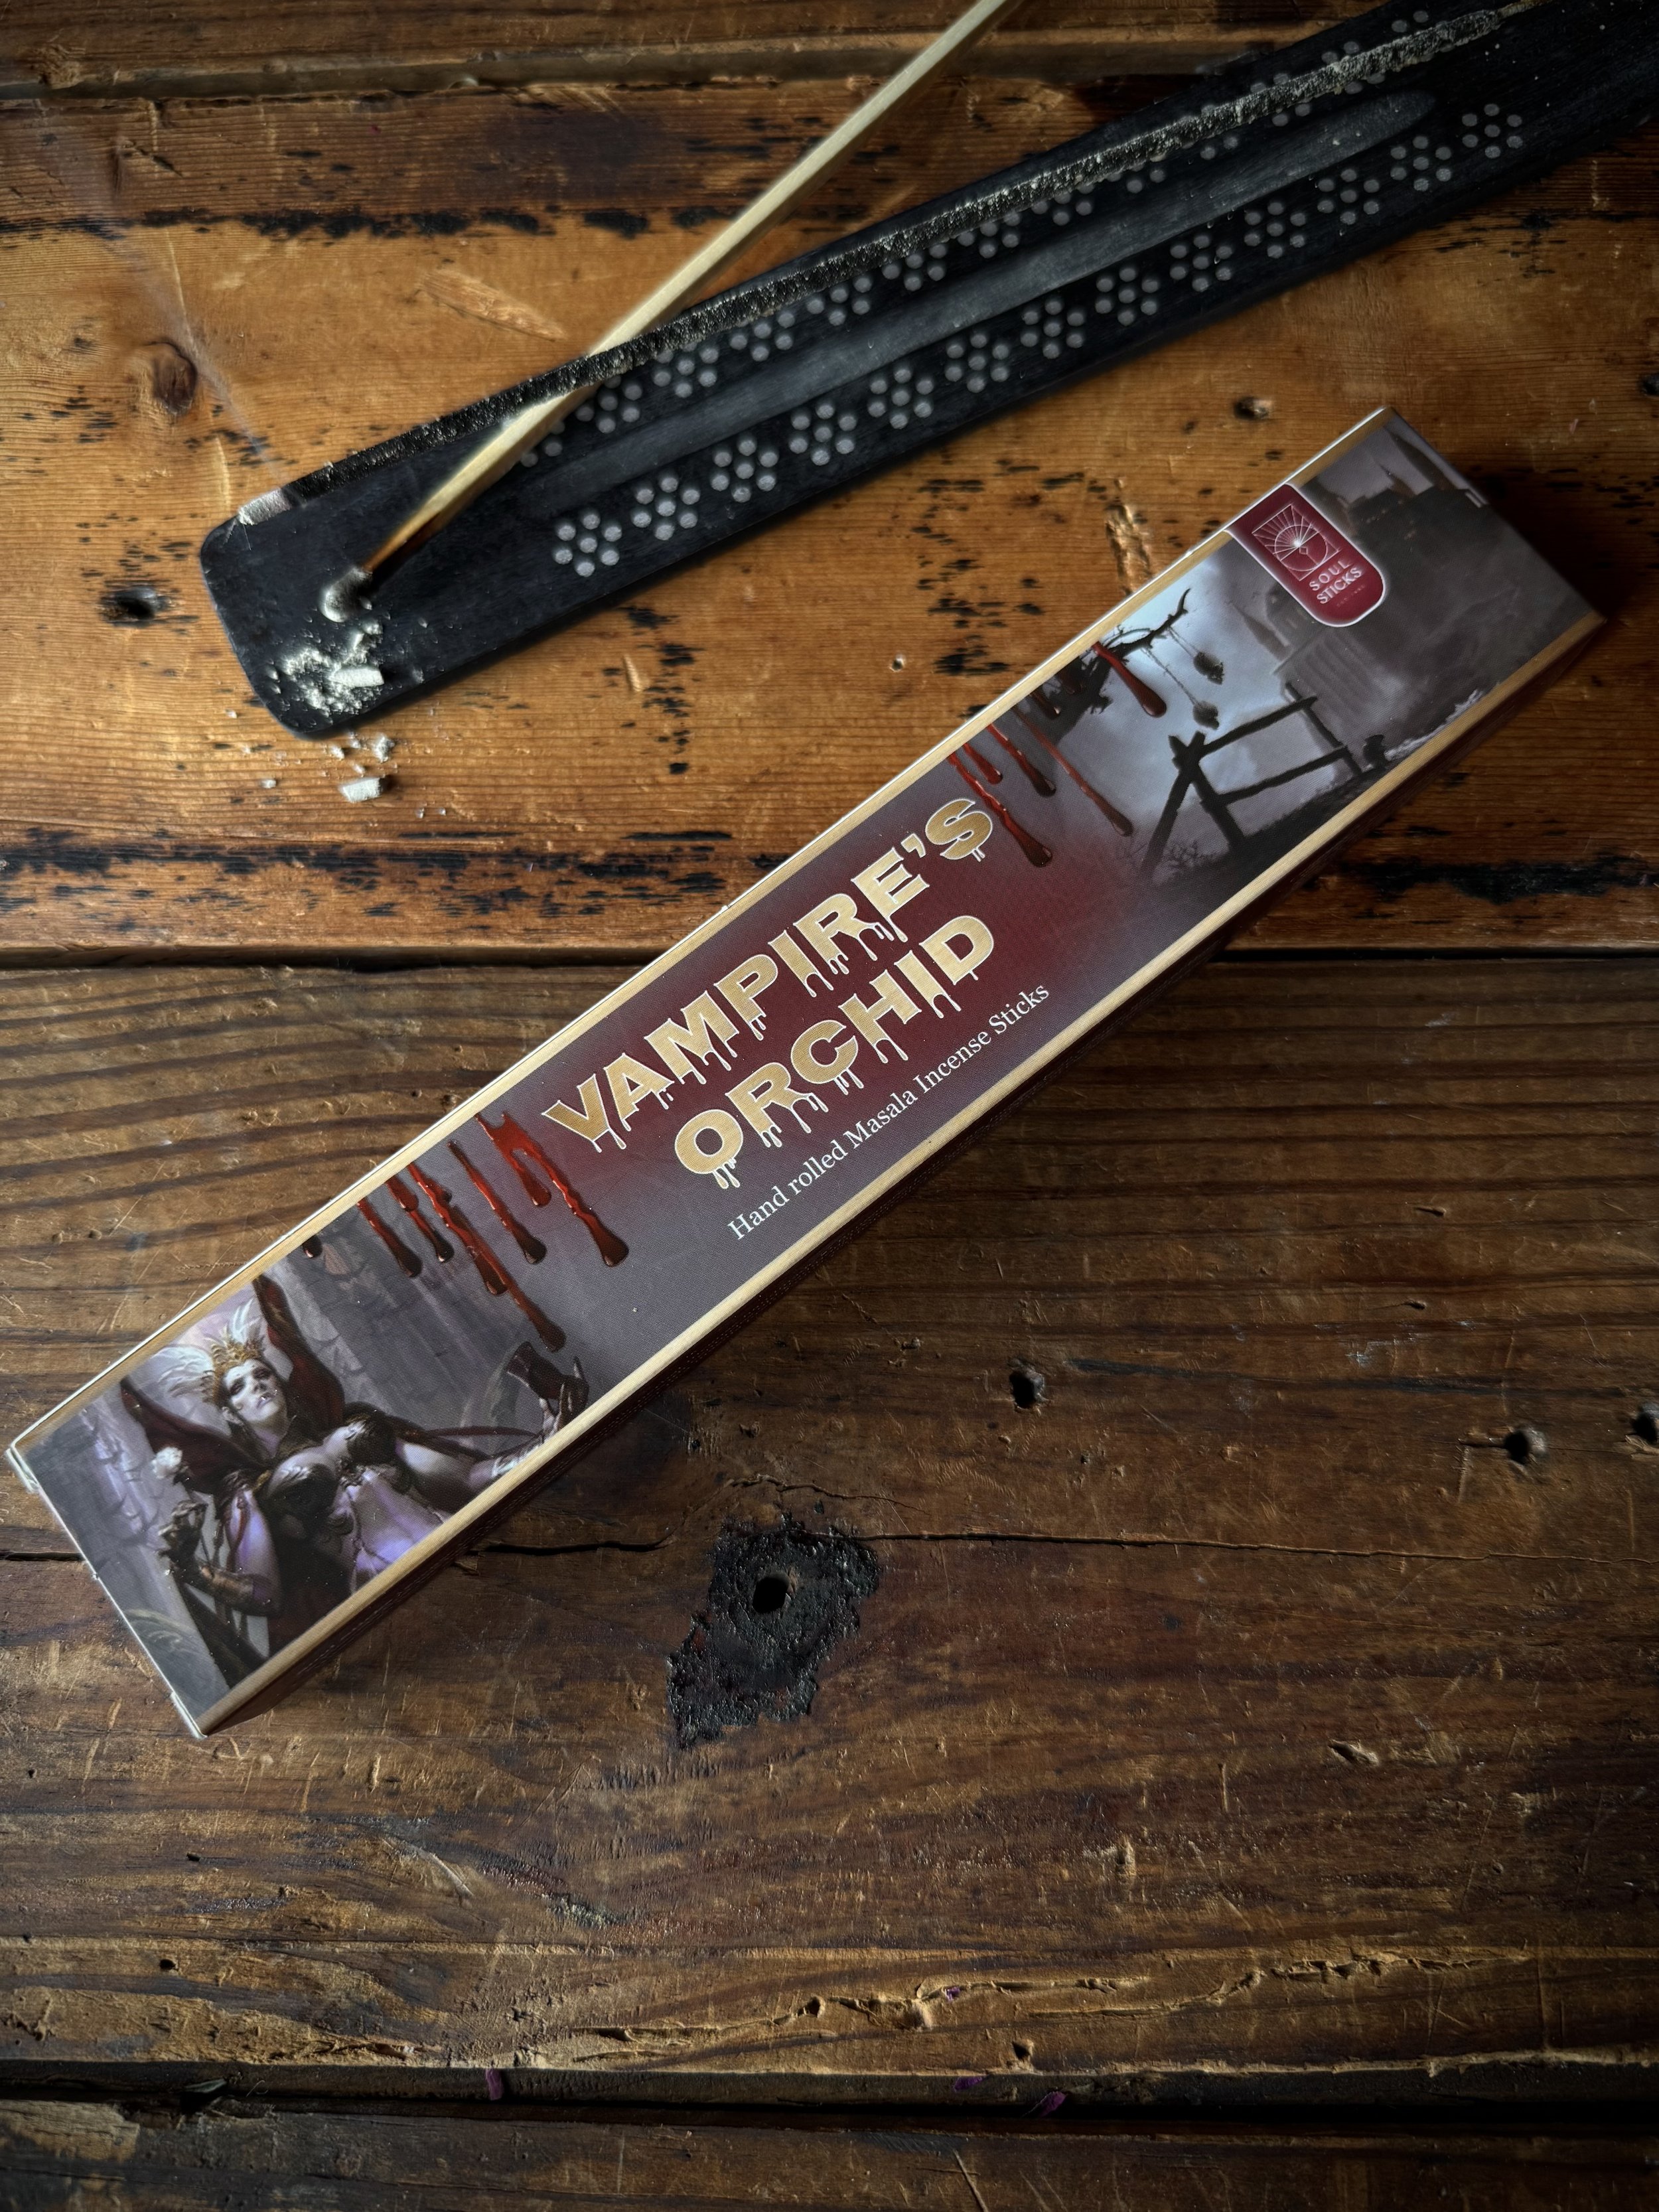 VAMPIRE'S
ORCHID
Hand rolled Masala Incense Sticks
SOUL
STICKS